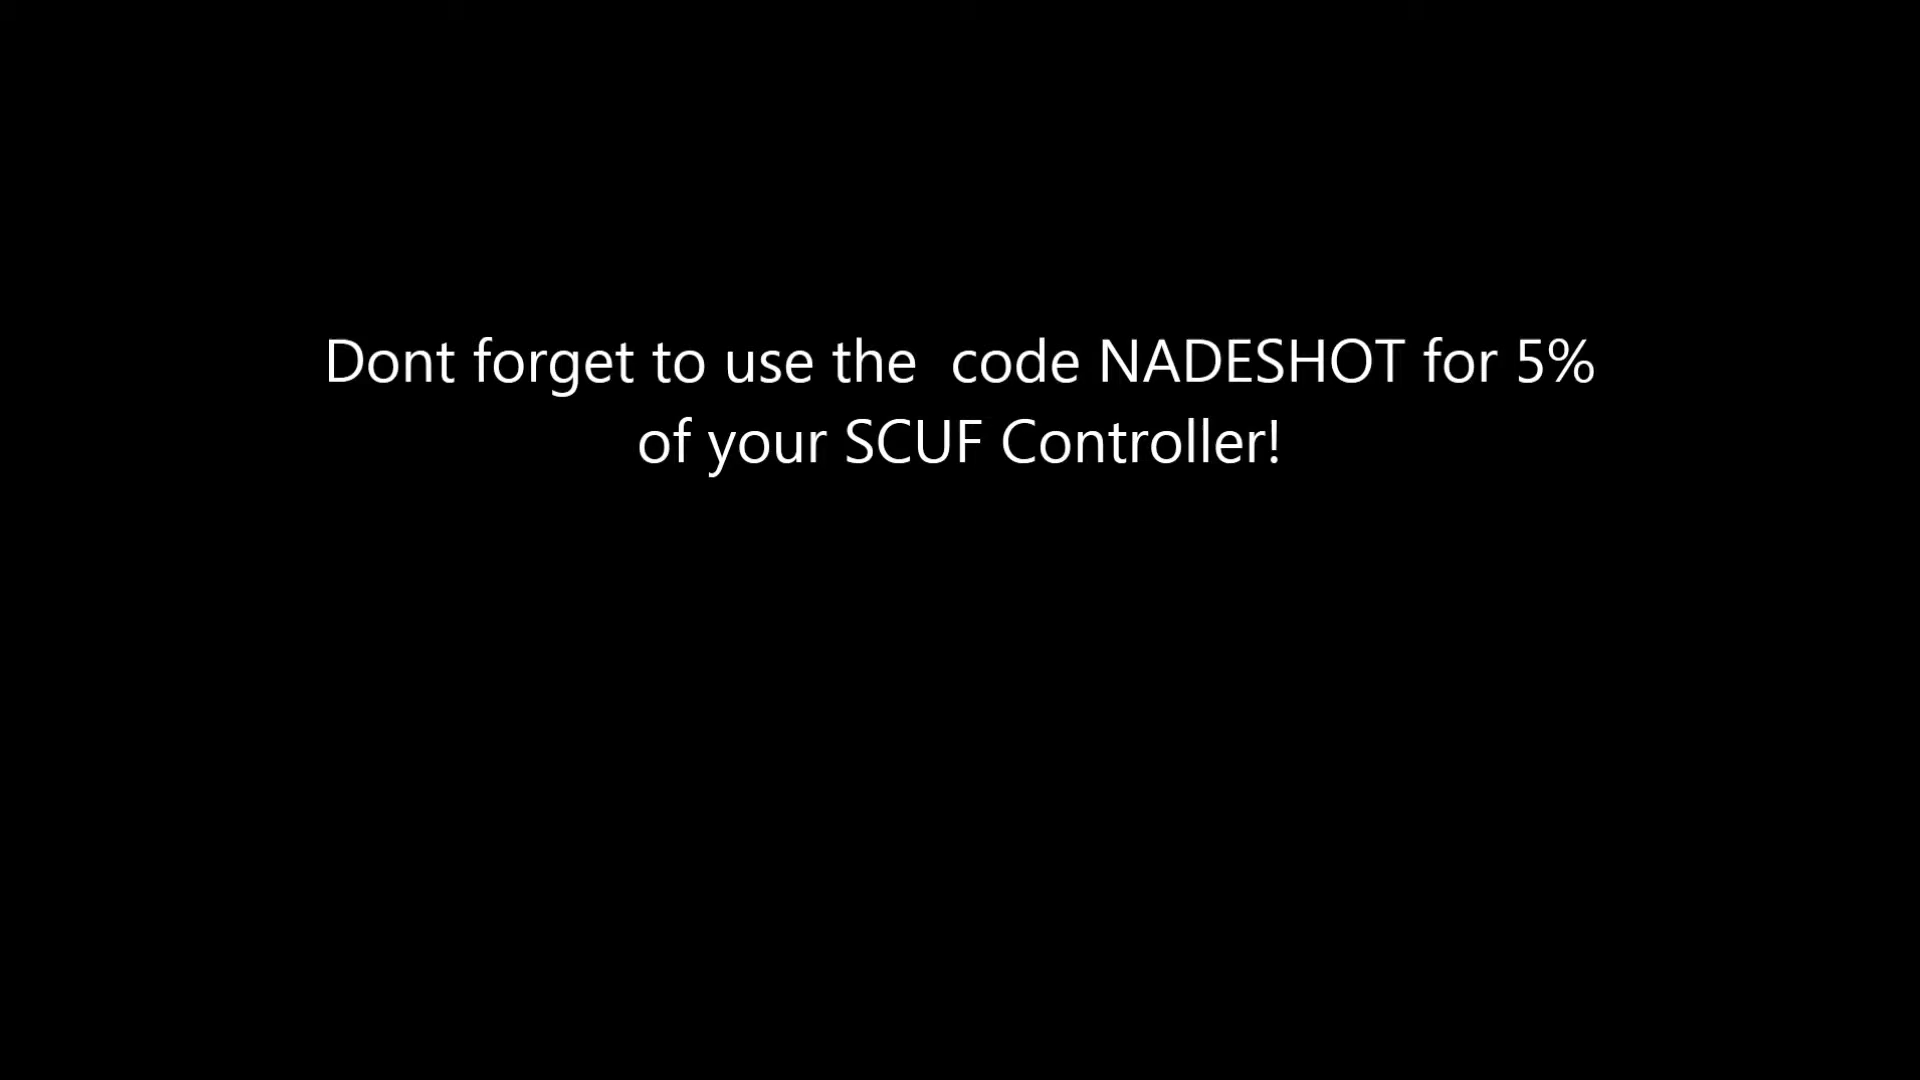 Dont forget to use the  code NADESHOT for 5%
of your SCUF Controller!